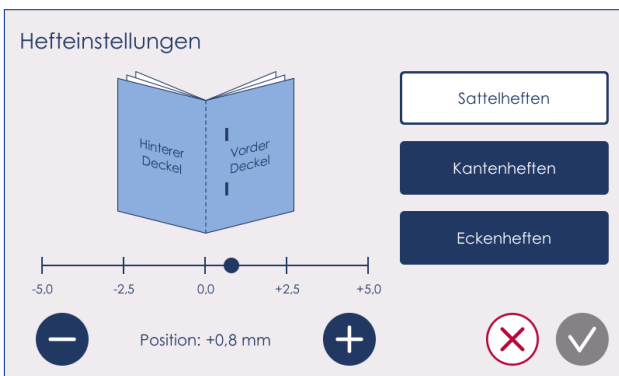 Hefteinstellungen
Hinterer
Deckel
Vorder
Deckel
Sattelheften
Kantenheften
Eckenheften
-5,0 -2,5 0,0 +2,5 +5,0
Position: +0,8 mm